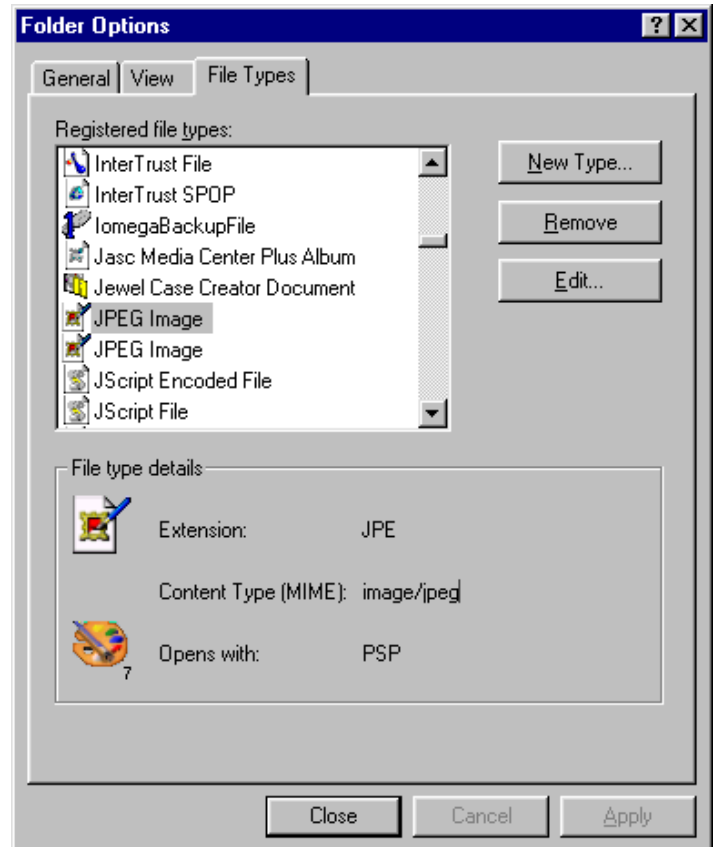 Folder Options
General View File Types
Registered file types:
InterTrust File
InterTrust SPOP
IomegaBackupFile
Jasc Media Center Plus Album
Jewel Case Creator Document
JPEG Image
JPEG Image
JScript Encoded File
JScript File
New Type...
Remove
Edit...
File type details
Extension: JPE
Content Type (MIME): image/jpeg
Opens with: PSP
7
Close Cancel Apply